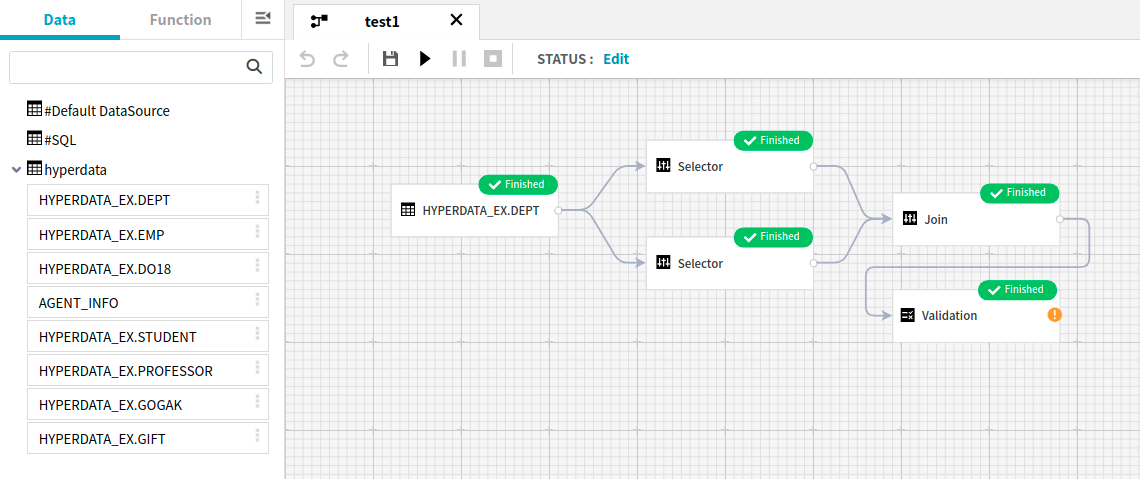 Data
Function
test1
STATUS : Edit
#Default DataSource
#SQL
hyperdata
HYPERDATA_EX.DEPT
HYPERDATA_EX.EMP
HYPERDATA_EX.DO18
AGENT_INFO
HYPERDATA_EX.STUDENT
HYPERDATA_EX.PROFESSOR
HYPERDATA_EX.GOGAK
HYPERDATA_EX.GIFT
Finished
HYPERDATA_EX.DEPT
Finished
Selector
Finished
Selector
Finished
Join
Finished
Validation